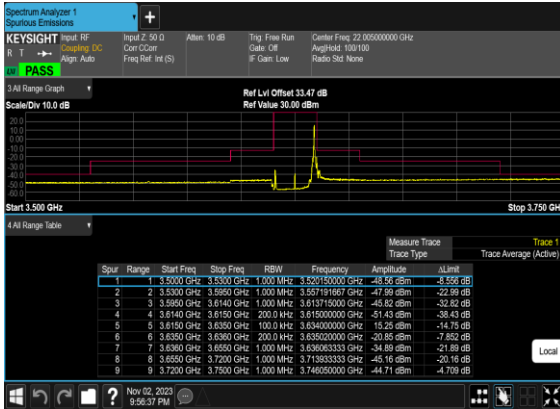 Spectrum Analyzer 1
Spurious Emissions
KEYSIGHT Input: RF Input Z: 50 Ω Atten: 10 dB Trig: Free Run Center Freq: 22.005000000 GHz
R T Coupling: DC Corr CCorr Gate: Off Avg|Hold: 100/100
Align: Auto Freq Ref: Int (S) IF Gain: Low Radio Std: None
PASS
3 All Range Graph
Ref Lvl Offset 33.47 dB
Scale/Div 10.0 dB Ref Value 30.00 dBm
20.0
10.0
0.0
-10.0
-20.0
-30.0
-40.0
-50.0
-60.0
Start 3.500 GHz Stop 3.750 GH
4 All Range Table
Measure Trace Trace 1
Trace Type Trace Average (Active)
Spur Range Start Freq Stop Freq RBW Frequency Amplitude ΔLimit
1 1 3.5000 GHz 3.5300 GHz 1.000 MHz 3.520150000 GHz -48.56 dBm -8.556 dB
2 2 3.5300 GHz 3.5950 GHz 1.000 MHz 3.557191667 GHz -47.99 dBm -22.99 dB
3 3 3.5950 GHz 3.6140 GHz 1.000 MHz 3.613715000 GHz -45.82 dBm -32.82 dB
4 4 3.6140 GHz 3.6150 GHz 200.0 kHz 3.615000000 GHz -51.43 dBm -38.43 dB
5 5 3.6150 GHz 3.6350 GHz 100.0 kHz 3.634000000 GHz 15.25 dBm -14.75 dB
6 6 3.6350 GHz 3.6360 GHz 200.0 kHz 3.635020000 GHz -20.85 dBm -7.852 dB
7 7 3.6360 GHz 3.6550 GHz 1.000 MHz 3.636063333 GHz -34.89 dBm -21.89 dB
8 8 3.6550 GHz 3.7200 GHz 1.000 MHz 3.713933333 GHz -45.16 dBm -20.16 dB
9 9 3.7200 GHz 3.7500 GHz 1.000 MHz 3.746050000 GHz -44.71 dBm -4.709 dB
Local
Nov 02, 2023
9:56:37 PM